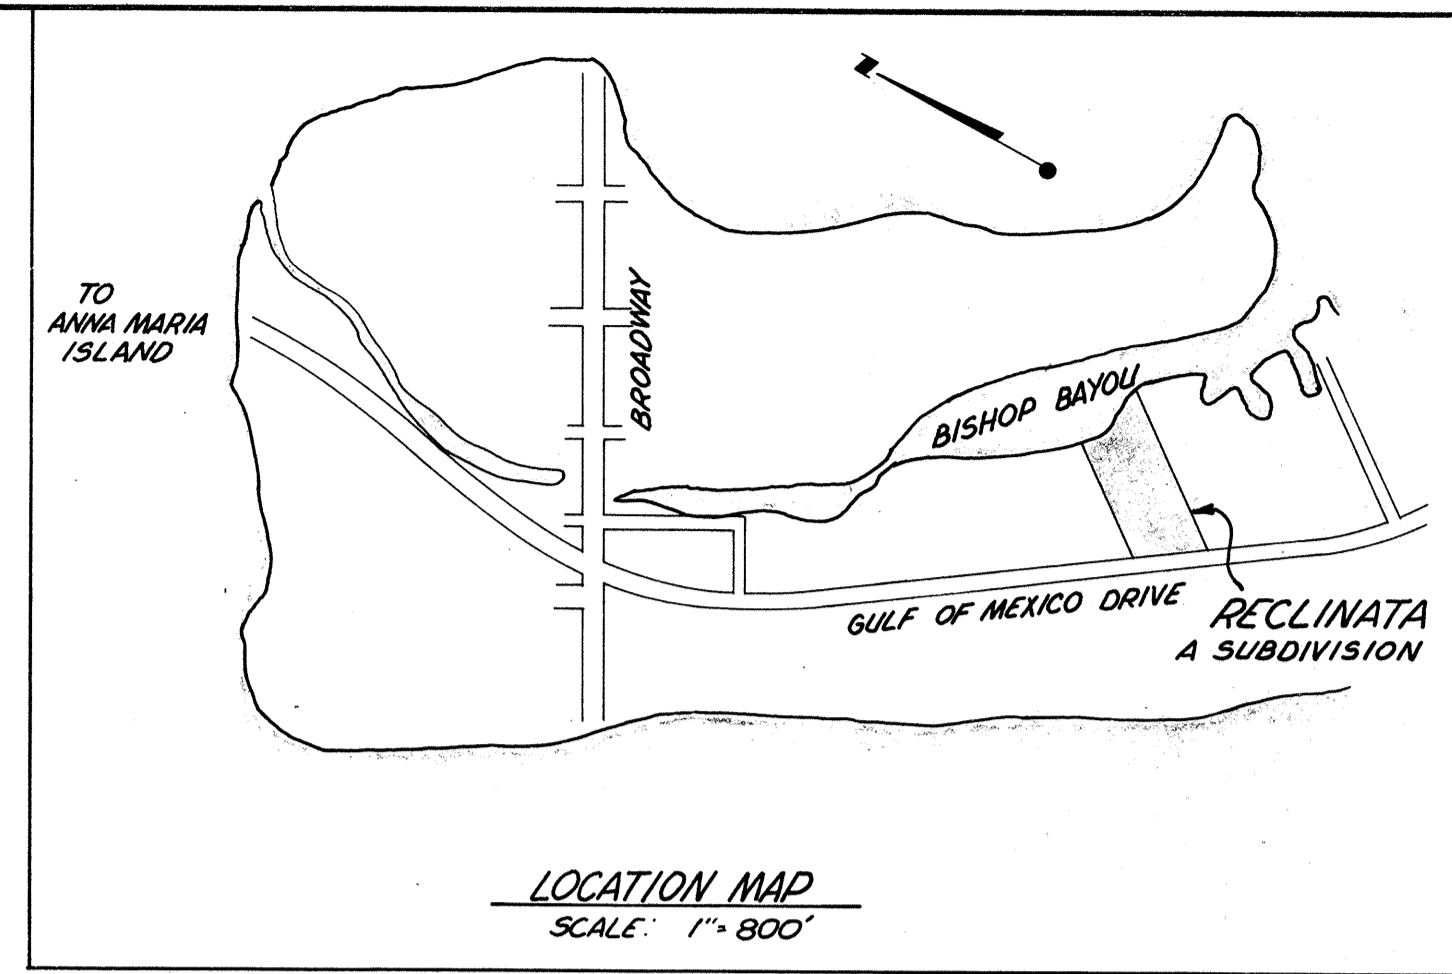 N
TO
ANNA MARIA
ISLAND
BROADWAY
BISHOP BAYOU
GULF OF MEXICO DRIVE
RECLINATA
A SUBDIVISION
LOCATION MAP
SCALE: 1"= 800'